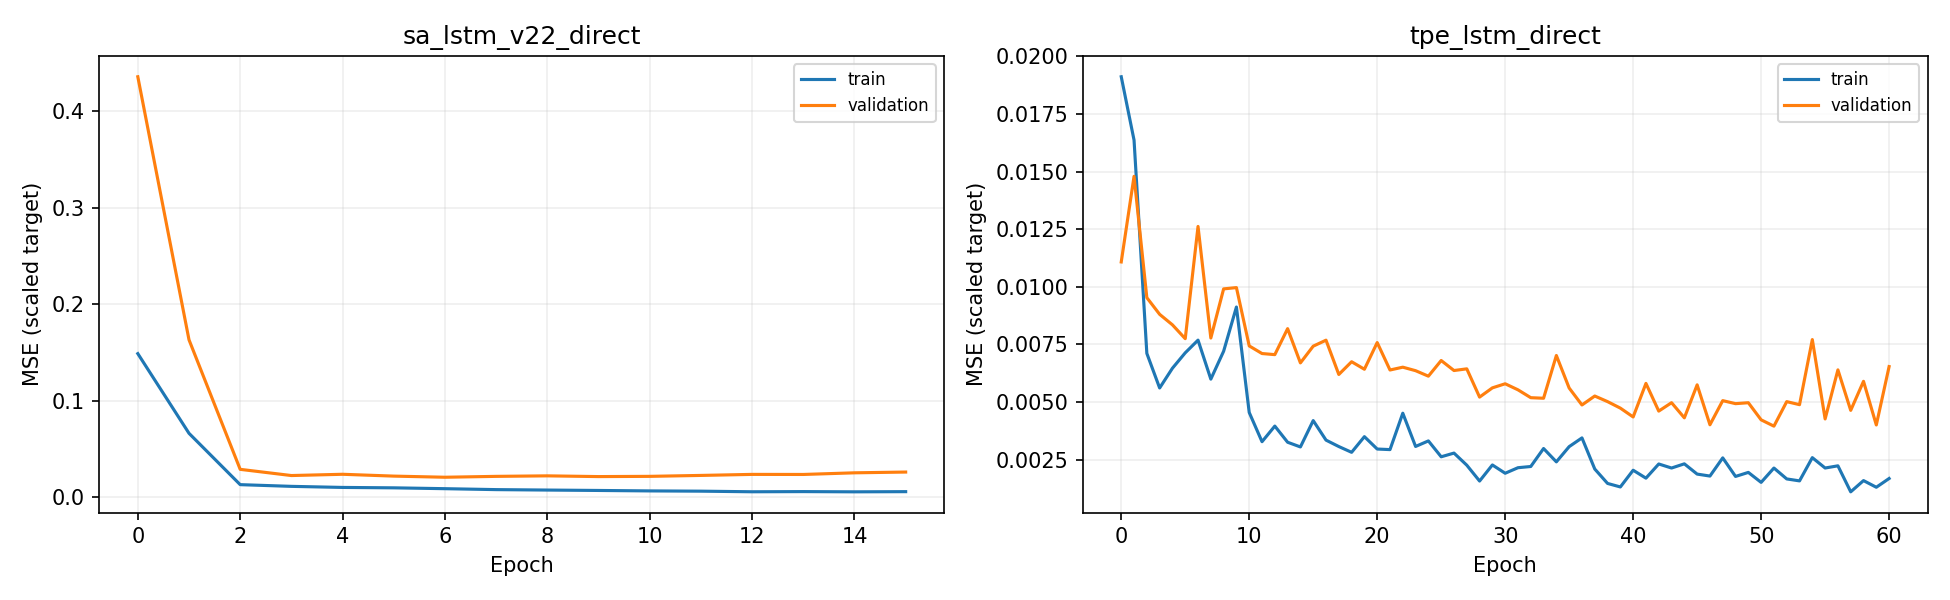 sa_lstm_v22_direct
train
validation
MSE (scaled target)
0.4
0.3
0.2
0.1
0.0
0 2 4 6 8 10 12 14
Epoch
tpe_lstm_direct
train
validation
MSE (scaled target)
0.0200
0.0175
0.0150
0.0125
0.0100
0.0075
0.0050
0.0025
0 10 20 30 40 50 60
Epoch